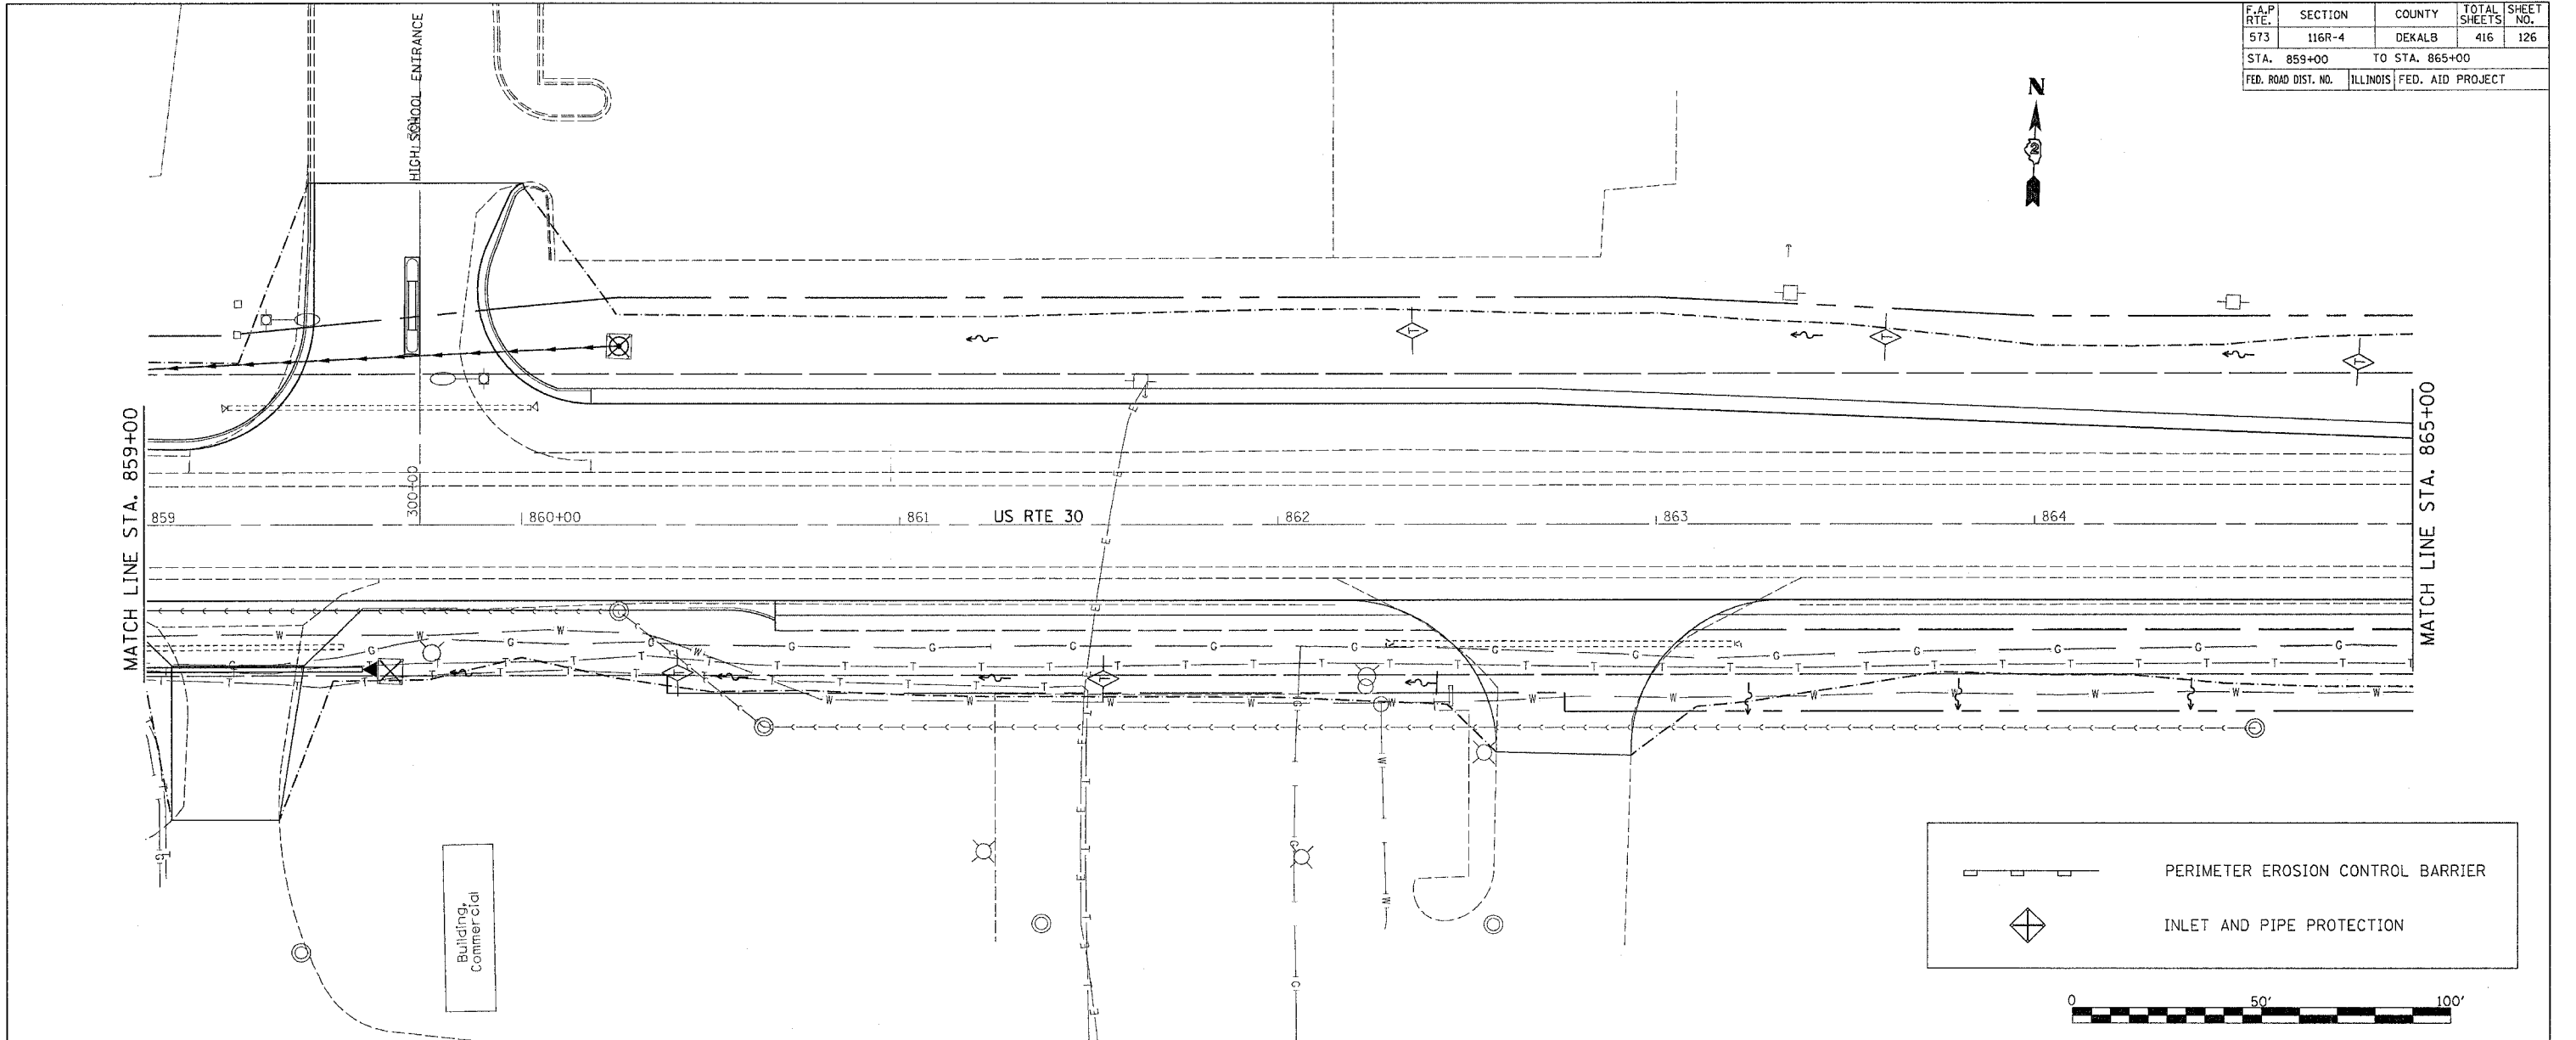 F.A.P RTE. SECTION COUNTY TOTAL SHEETS SHEET NO.
573 116R-4 DEKALB 416 126
STA. 859+00 TO STA. 865+00
FED. ROAD DIST. NO. ILLINOIS FED. AID PROJECT
N
2
HIGH SCHOOL ENTRANCE
MATCH LINE STA. 859+00
MATCH LINE STA. 865+00
300+00
859 860+00 861 US RTE 30 862 863 864
Building, Commercial
PERIMETER EROSION CONTROL BARRIER
INLET AND PIPE PROTECTION
0 50' 100'